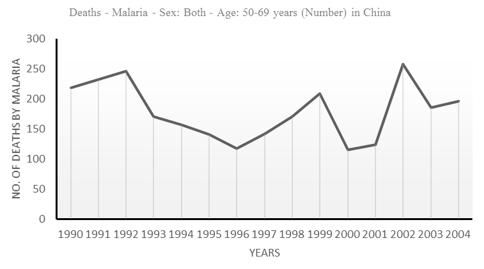 Deaths - Malaria - Sex: Both - Age: 50-69 years (Number) in China
300
250
200
150
100
50
0
NO. OF DEATHS BY MALARIA
1990 1991 1992 1993 1994 1995 1996 1997 1998 1999 2000 2001 2002 2003 2004
YEARS